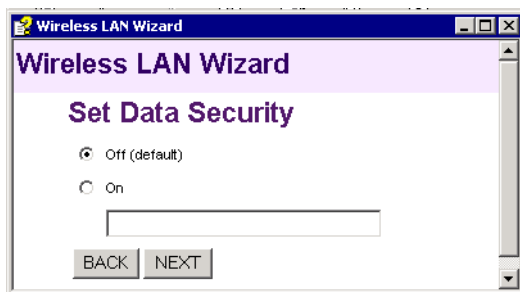 Wireless LAN Wizard
Wireless LAN Wizard
Set Data Security
Off (default)
On
BACK NEXT